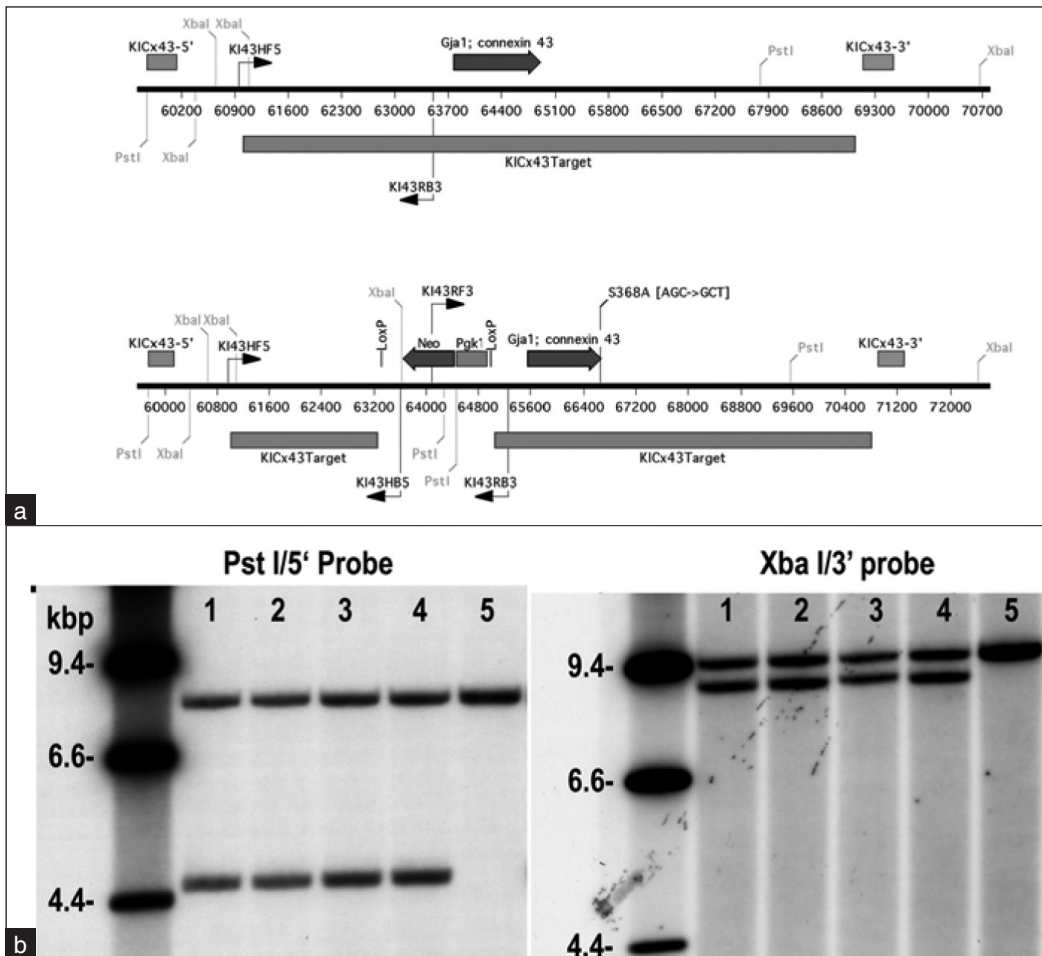 XbaI XbaI
KICx43-5' KI43HF5 Gja1; connexin 43 PstI KICx43-3' XbaI
60200 60900 61600 62300 63000 63700 64400 65100 65800 66500 67200 67900 68600 69300 70000 70700
PstI XbaI KICx43Target
KI43RB3
S368A [AGC->GCT]
XbaI KI43RF3
XbaI XbaI LoxP LoxP
KICx43-5' KI43HF5 Neo Pgk1 Gja1; connexin 43 PstI KICx43-3' XbaI
60000 60800 61600 62400 63200 64000 64800 65600 66400 67200 68000 68800 69600 70400 71200 72000
PstI XbaI KICx43Target PstI KICx43Target
KI43HB5 PstI KI43RB3
a
Pst I/5‘ Probe Xba I/3’ probe
kbp 1 2 3 4 5 1 2 3 4 5
9.4- 9.4-
6.6- 6.6-
4.4- 4.4-
b